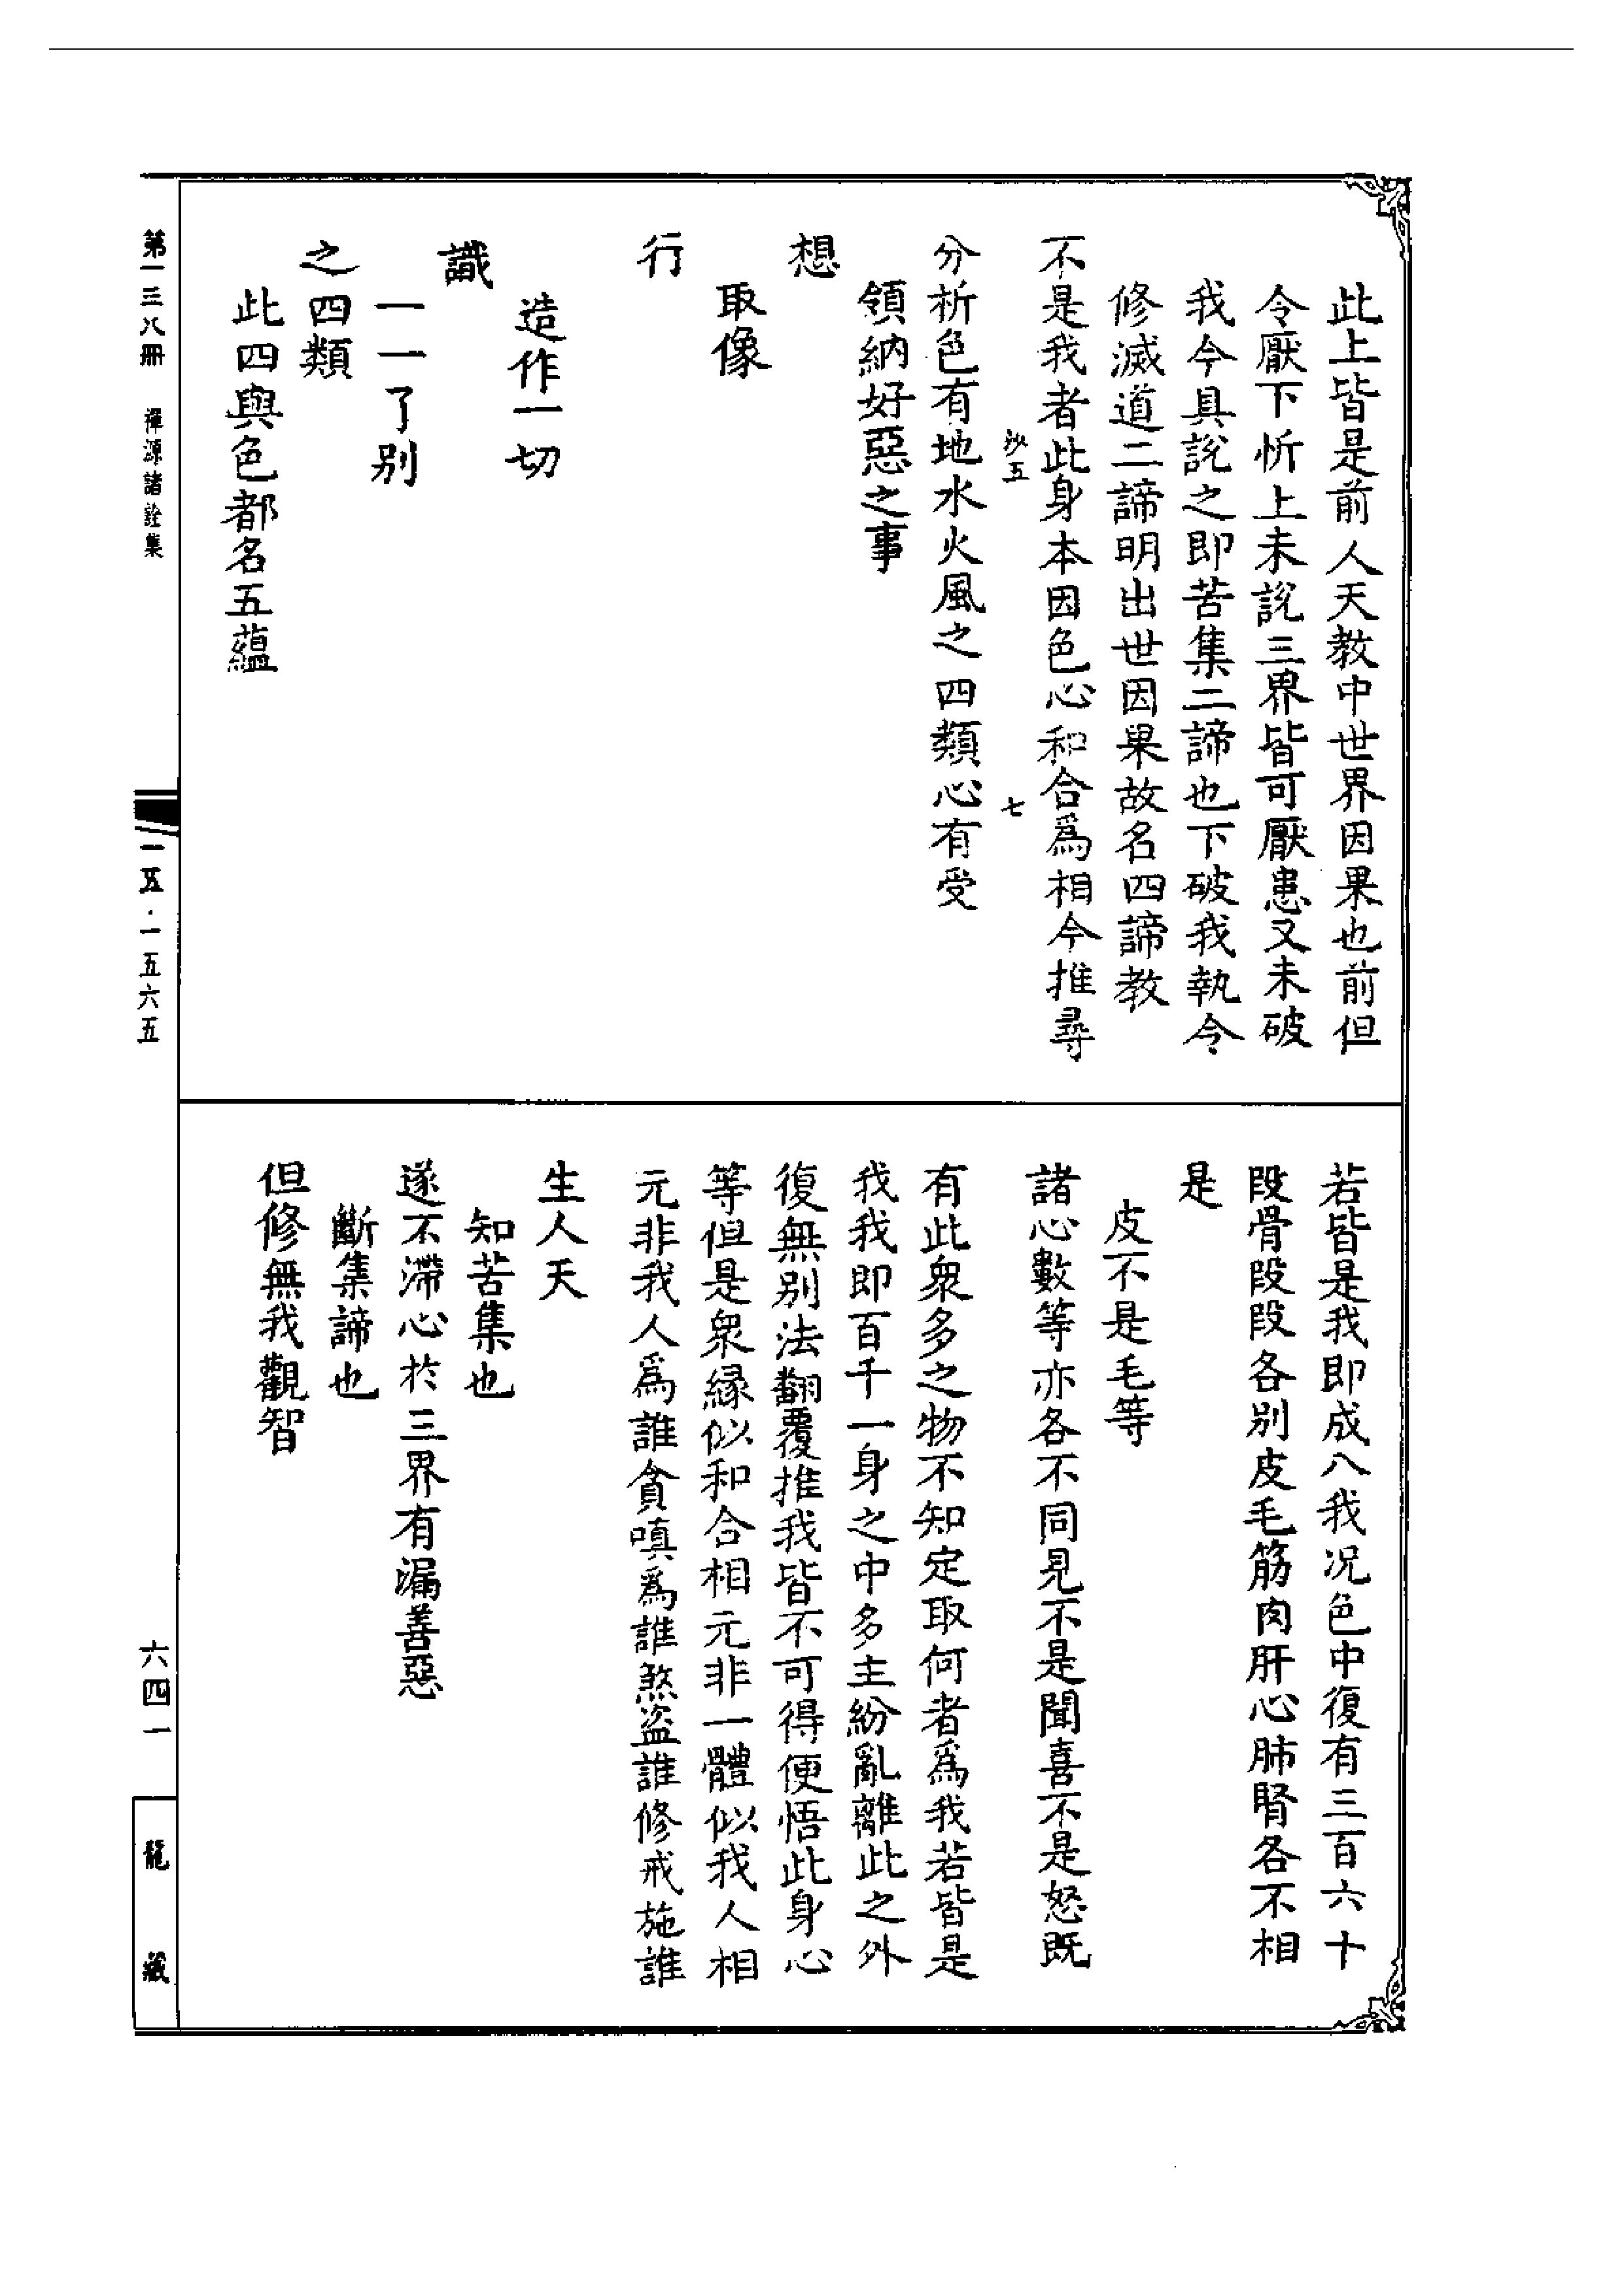 此上皆是前人天教中世界因果也前但
令厭下忻上未說三界皆可厭患又未破
我今具說之即苦集二諦也下破我執令
修滅道二諦明出世因果故名四諦教
不是我者此身本因色心和合爲相今推尋
沙五　七
分析色有地水火風之四類心有受
領納好惡之事
想
取像
行
造作一切
識
一一了别
之四類
此四與色都名五蘊
若皆是我即成八我况色中復有三百六十
段骨段段各别皮毛筋肉肝心肺腎各不相
是
皮不是毛等
諸心數等亦各不同見不是聞喜不是怒既
有此衆多之物不知定取何者爲我若皆是
我我即百千一身之中多主紛亂離此之外
復無别法翻覆推我皆不可得便悟此身心
等但是衆緣似和合相元非一體似我人相
元非我人爲誰貪嗔爲誰煞盗誰修戒施誰
生人天
知苦集也
遂不滯心於三界有漏善惡
斷集諦也
但修無我觀智
第一三八冊　禪源諸詮集
一五·一五六五
六四一
龍藏